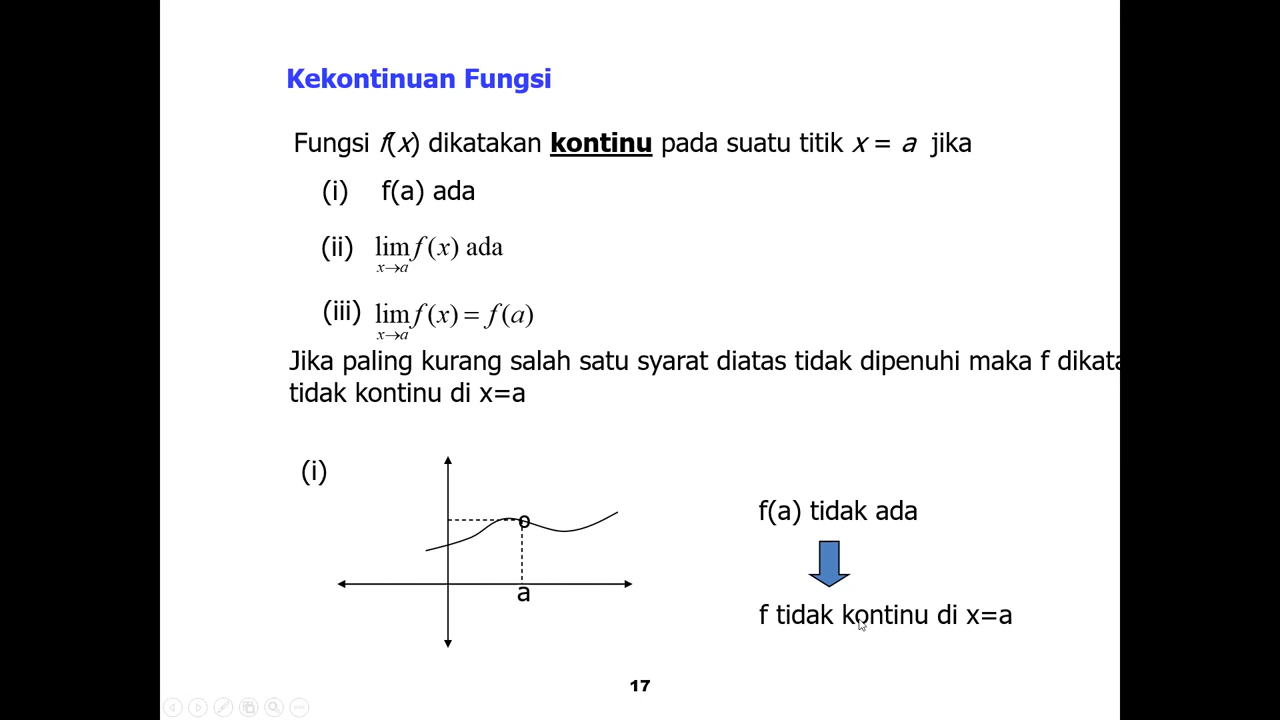 Kekontinuan Fungsi
Fungsi f(x) dikatakan kontinu pada suatu titik x = a jika
(i) f(a) ada
(ii) lim f(x) ada
x→a
(iii) lim f(x) = f(a)
x→a
Jika paling kurang salah satu syarat diatas tidak dipenuhi maka f dikata
tidak kontinu di x=a
(i)
f(a) tidak ada
a
f tidak kontinu di x=a
17